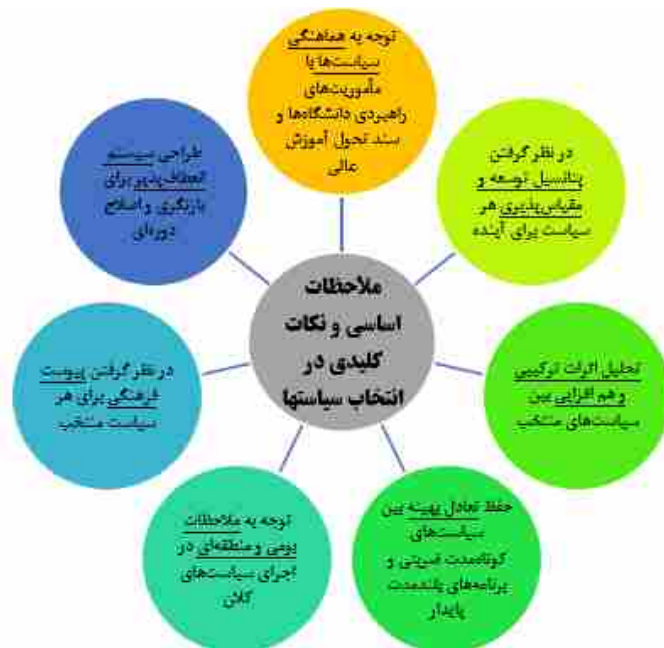 توجه به هماهنگی
سیاست‌ها با
مأموریت‌های
راهبردی دانشگاه‌ها و
سند تحول آموزش
عالی
در نظر گرفتن
پتانسیل توسعه و
مقیاس‌پذیری هر
سیاست برای آینده
تحلیل اثرات ترکیبی
و هم افزایی بین
سیاست‌های منتخب
حفظ تعادل بهینه بین
سیاست‌های
کوتاه‌مدت ضربتی و
برنامه‌های بلندمدت
پایدار
توجه به ملاحظات
بومی و منطقه‌ای در
اجرای سیاست‌های
کلان
در نظر گرفتن پیوست
فرهنگی برای هر
سیاست منتخب
طراحی سیستم
انعطاف‌پذیر برای
بازنگری و اصلاح
دوره‌ای
ملاحظات
اساسی و نکات
کلیدی در
انتخاب سیاستها